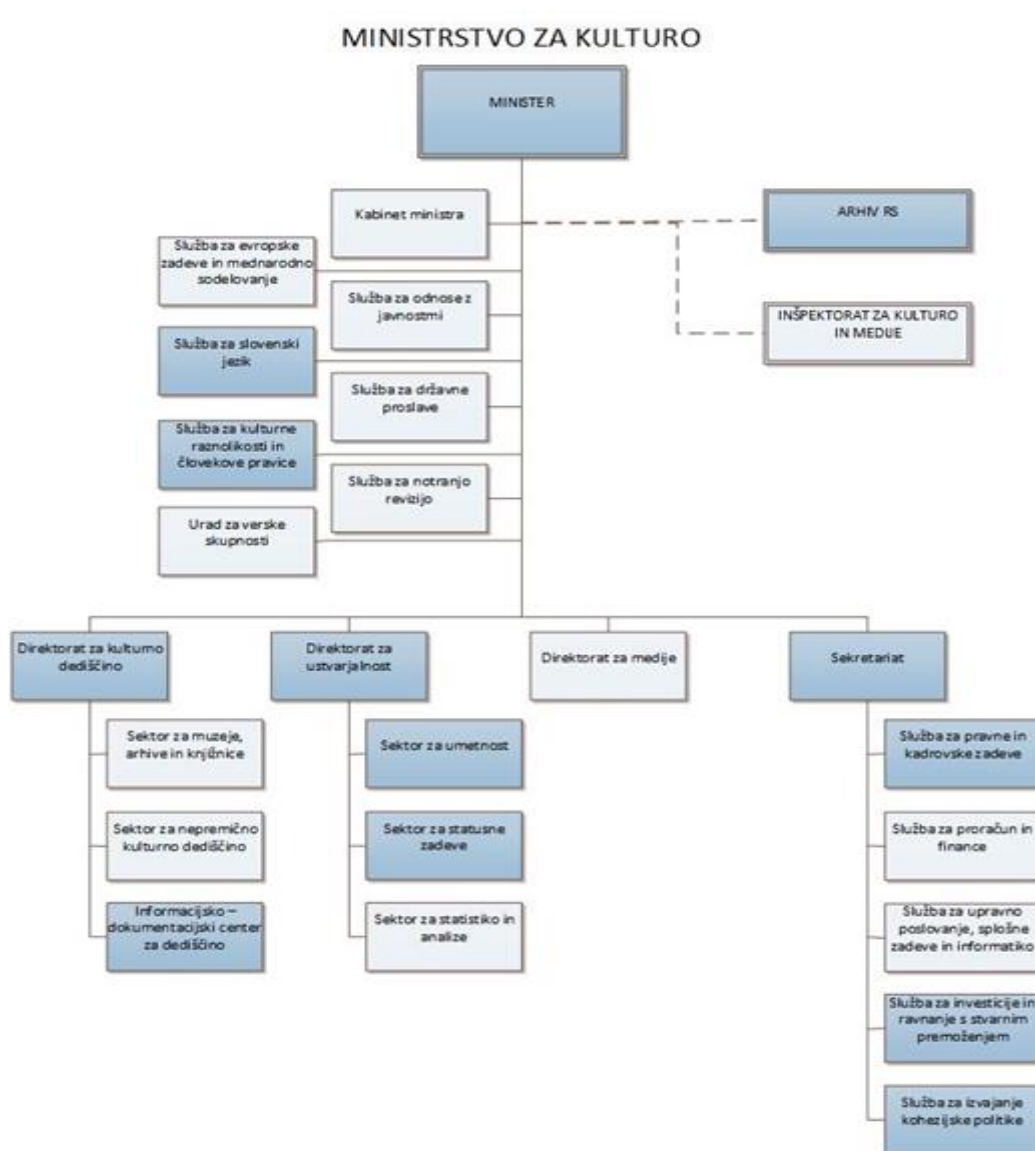 MINISTRSTVO ZA KULTURO
MINISTER
Kabinet ministra
ARHIV RS
Služba za evropske
zadeve in mednarodno
sodelovanje
Služba za odnose z
javnostmi
INŠPEKTORAT ZA KULTURO
IN MEDIJE
Služba za slovenski
jezik
Služba za državne
proslave
Služba za kulturne
raznolikosti in
človekove pravice
Služba za notranjo
revizijo
Urad za verske
skupnosti
Direktorat za kulturno
dediščino
Direktorat za
ustvarjalnost
Direktorat za medije
Sekretariat
Sektor za muzeje,
arhive in knjižnice
Sektor za nepremično
kulturno dediščino
Informacijsko –
dokumentacijski center
za dediščino
Sektor za umetnost
Sektor za statusne
zadeve
Sektor za statistiko in
analize
Služba za pravne in
kadrovske zadeve
Služba za proračun in
finance
Služba za upravno
poslovanje, splošne
zadeve in informatiko
Služba za investicije in
ravnanje s stvarnim
premoženjem
Služba za izvajanje
kohezijske politike